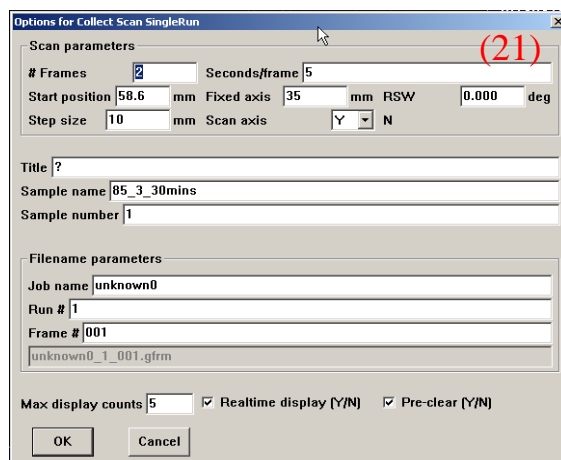 Options for Collect Scan SingleRun
(21)
Scan parameters
# Frames 2 Seconds/frame 5
Start position 58.6 mm Fixed axis 35 mm RSW 0.000 deg
Step size 10 mm Scan axis Y N
Title ?
Sample name 85_3_30mins
Sample number 1
Filename parameters
Job name unknown0
Run # 1
Frame # 001
unknown0_1_001.gfrm
Max display counts 5 Realtime display (Y/N) Pre-clear (Y/N)
OK Cancel